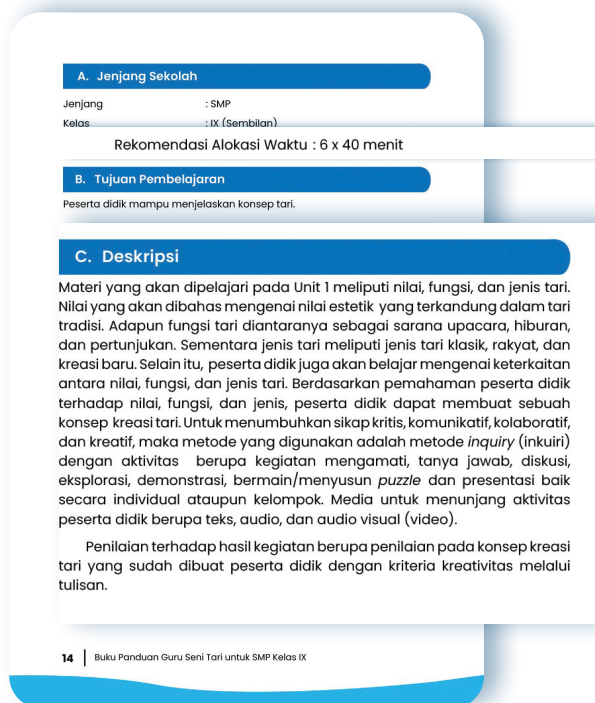 A. Jenjang Sekolah
Jenjang : SMP
Kelas : IX (Sembilan)
Rekomendasi Alokasi Waktu : 6 x 40 menit
B. Tujuan Pembelajaran
Peserta didik mampu menjelaskan konsep tari.
C. Deskripsi
Materi yang akan dipelajari pada Unit 1 meliputi nilai, fungsi, dan jenis tari.
Nilai yang akan dibahas mengenai nilai estetik yang terkandung dalam tari
tradisi. Adapun fungsi tari diantaranya sebagai sarana upacara, hiburan,
dan pertunjukan. Sementara jenis tari meliputi jenis tari klasik, rakyat, dan
kreasi baru. Selain itu, peserta didik juga akan belajar mengenai keterkaitan
antara nilai, fungsi, dan jenis tari. Berdasarkan pemahaman peserta didik
terhadap nilai, fungsi, dan jenis, peserta didik dapat membuat sebuah
konsep kreasi tari. Untuk menumbuhkan sikap kritis, komunikatif, kolaboratif,
dan kreatif, maka metode yang digunakan adalah metode inquiry (inkuiri)
dengan aktivitas berupa kegiatan mengamati, tanya jawab, diskusi,
eksplorasi, demonstrasi, bermain/menyusun puzzle dan presentasi baik
secara individual ataupun kelompok. Media untuk menunjang aktivitas
peserta didik berupa teks, audio, dan audio visual (video).
Penilaian terhadap hasil kegiatan berupa penilaian pada konsep kreasi
tari yang sudah dibuat peserta didik dengan kriteria kreativitas melalui
tulisan.
14 | Buku Panduan Guru Seni Tari untuk SMP Kelas IX